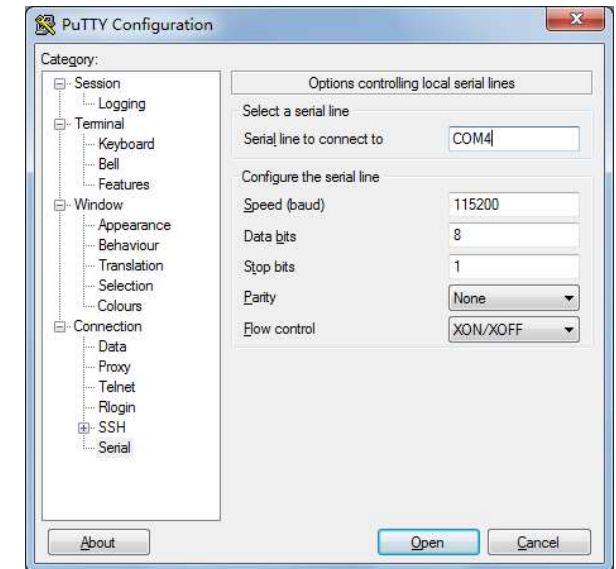 PuTTY Configuration
Category:
Session
Logging
Terminal
Keyboard
Bell
Features
Window
Appearance
Behaviour
Translation
Selection
Colours
Connection
Data
Proxy
Telnet
Rlogin
SSH
Serial
Options controlling local serial lines
Select a serial line
Serial line to connect to COM4
Configure the serial line
Speed (baud) 115200
Data bits 8
Stop bits 1
Parity None
Flow control XON/XOFF
About Open Cancel